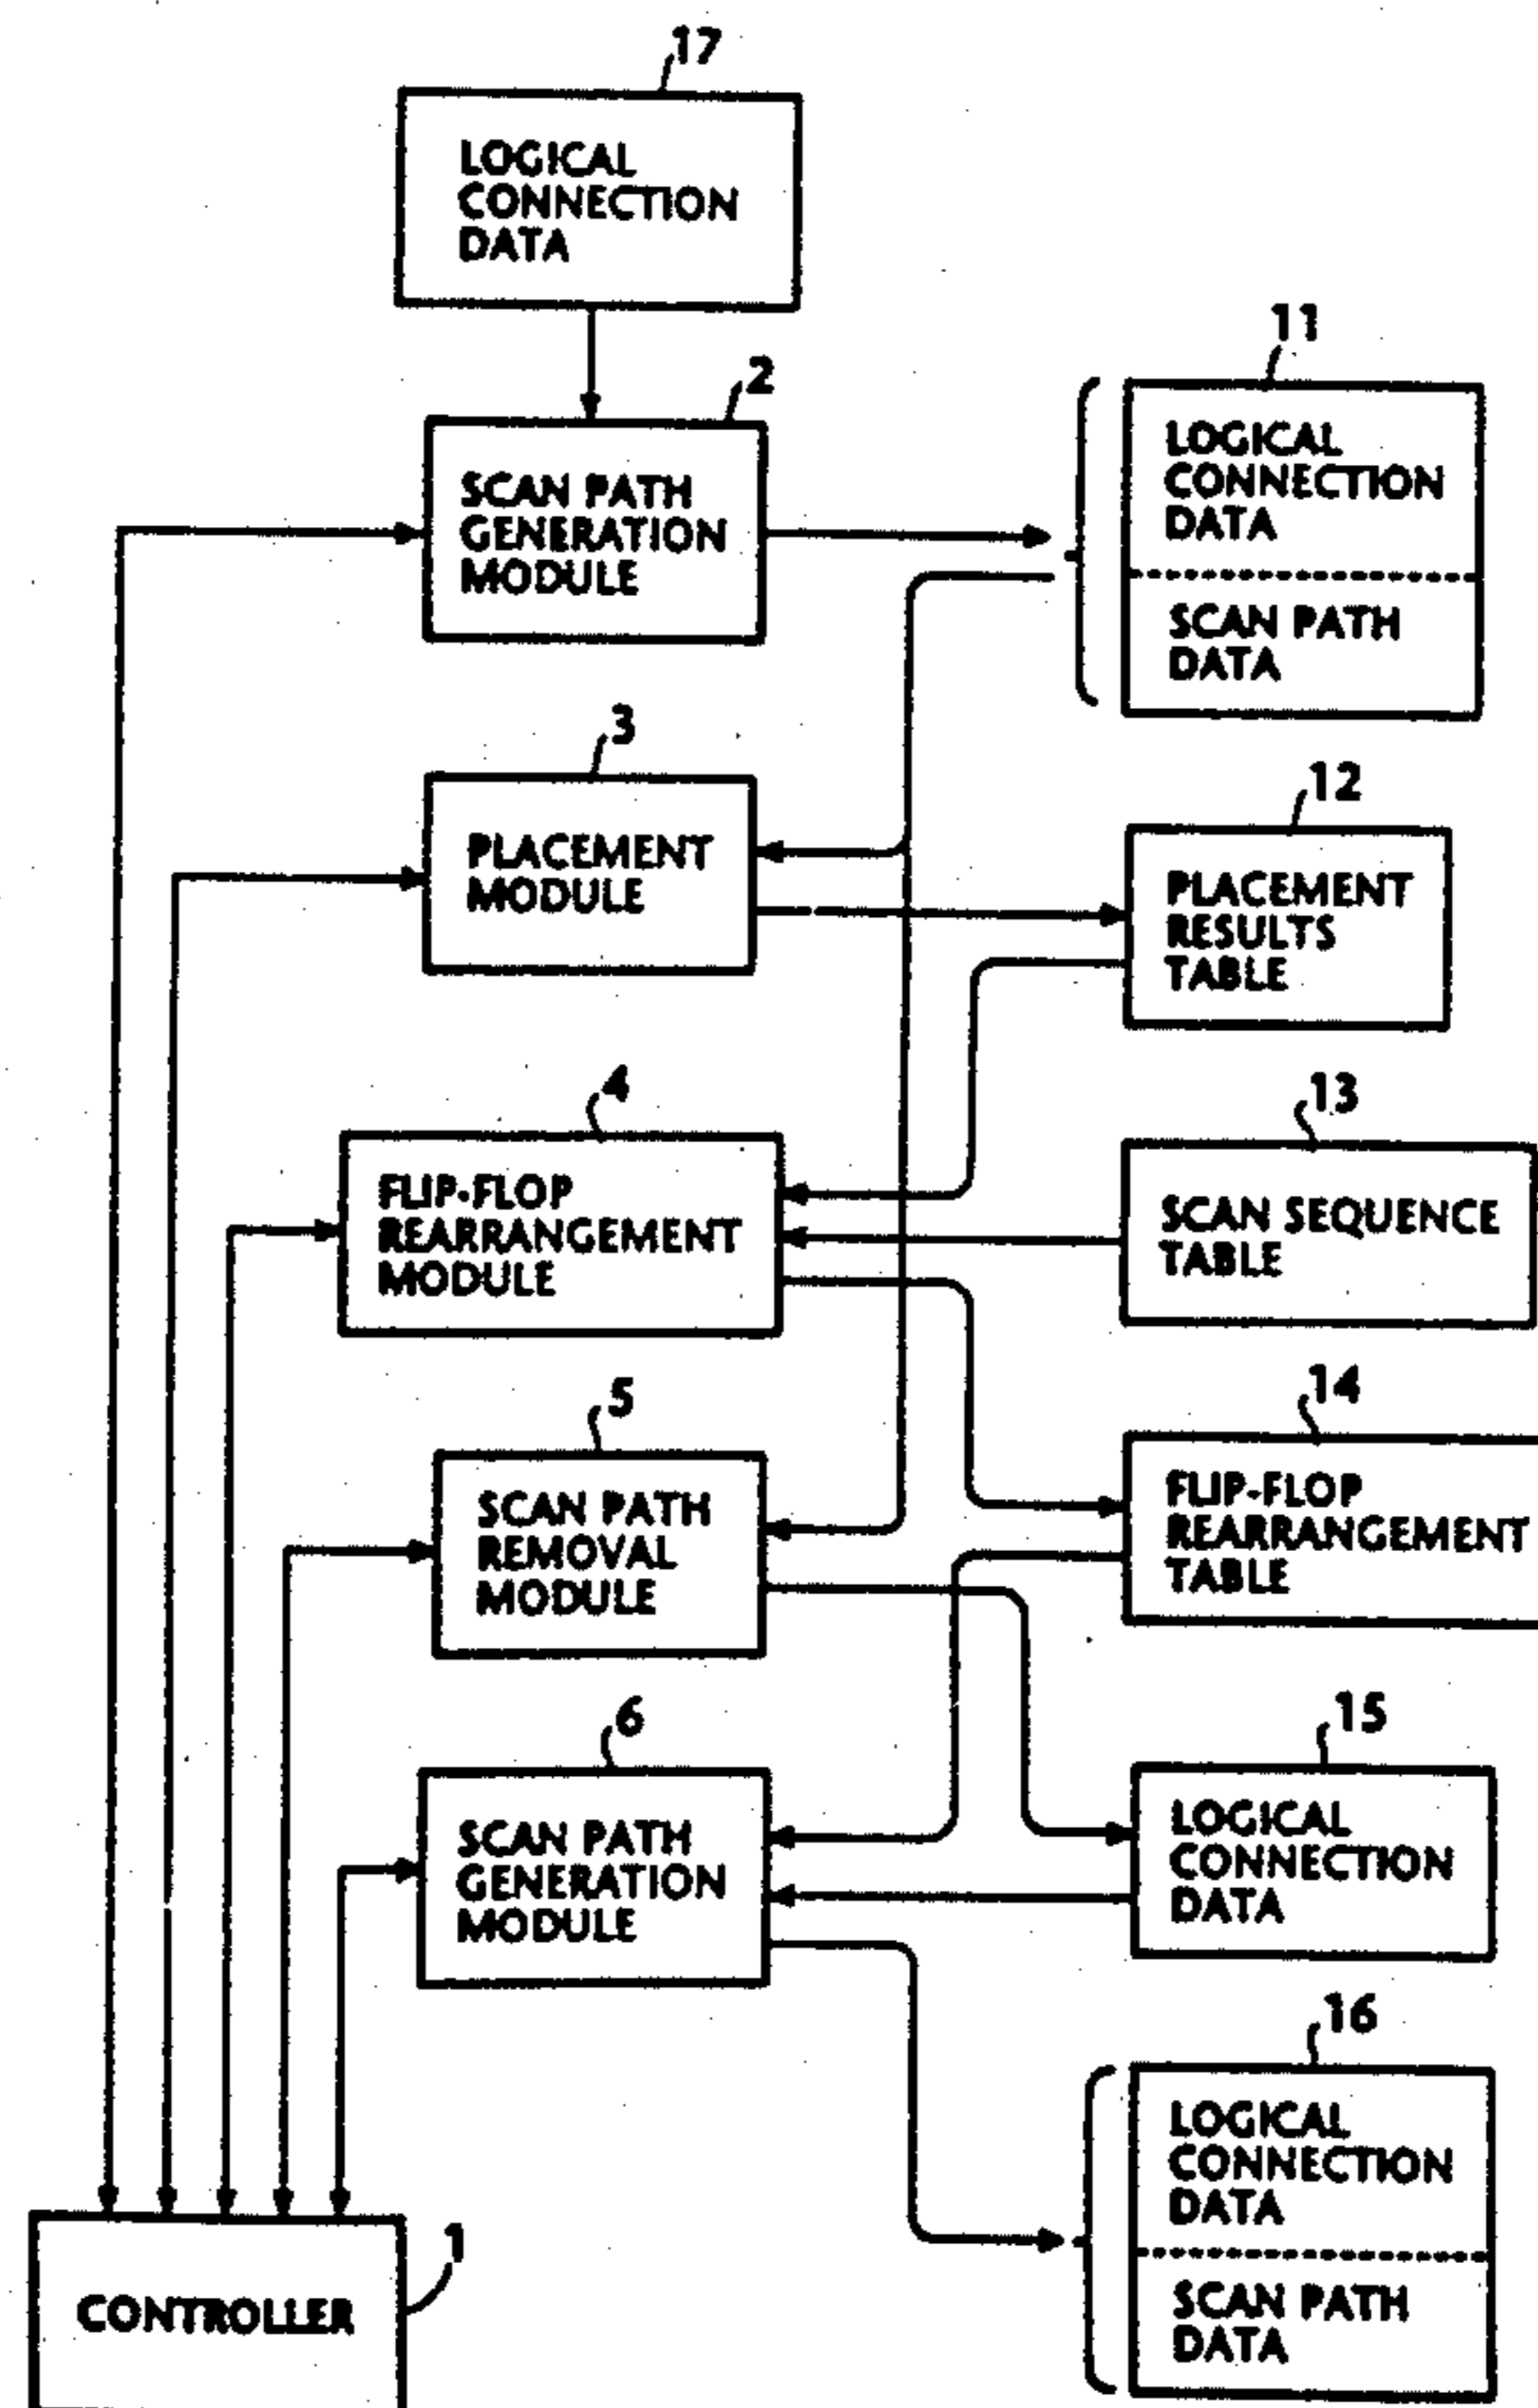 17
LOGICAL
CONNECTION
DATA
2
SCAN PATH
GENERATION
MODULE
11
LOGICAL
CONNECTION
DATA
SCAN PATH
DATA
3
PLACEMENT
MODULE
12
PLACEMENT
RESULTS
TABLE
4
FLIP-FLOP
REARRANGEMENT
MODULE
13
SCAN SEQUENCE
TABLE
5
SCAN PATH
REMOVAL
MODULE
14
FLIP-FLOP
REARRANGEMENT
TABLE
6
SCAN PATH
GENERATION
MODULE
15
LOGICAL
CONNECTION
DATA
16
LOGICAL
CONNECTION
DATA
SCAN PATH
DATA
1
CONTROLLER